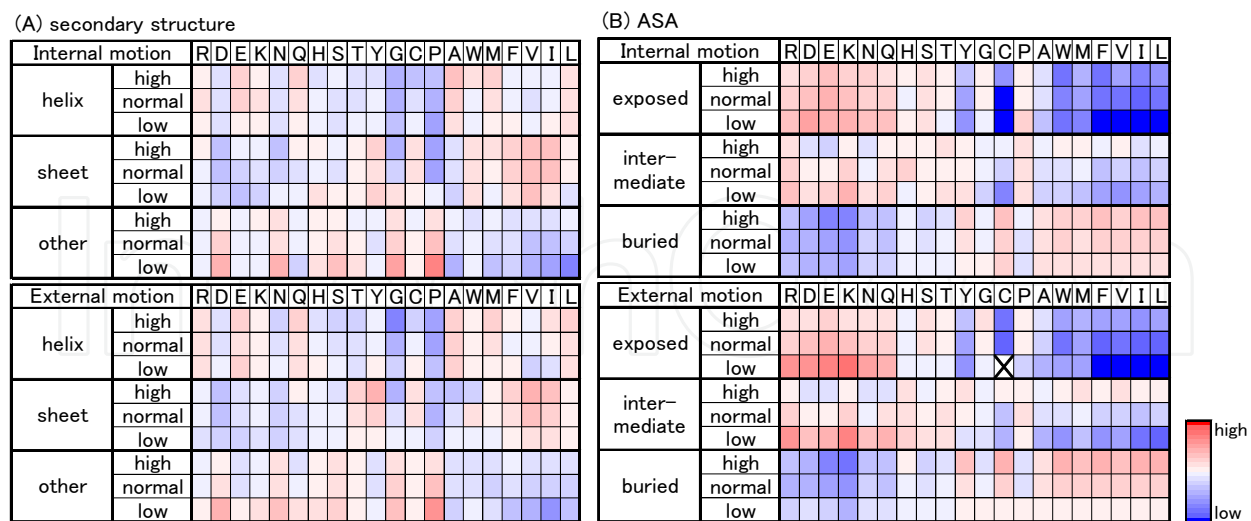 (A) secondary structure
Internal motion R D E K N Q H S T Y G C P A W M F V I L
helix
high
normal
low
sheet
high
normal
low
other
high
normal
low
External motion R D E K N Q H S T Y G C P A W M F V I L
helix
high
normal
low
sheet
high
normal
low
other
high
normal
low
(B) ASA
Internal motion R D E K N Q H S T Y G C P A W M F V I L
exposed
high
normal
low
inter-
mediate
high
normal
low
buried
high
normal
low
External motion R D E K N Q H S T Y G C P A W M F V I L
exposed
high
normal
low
inter-
mediate
high
normal
low
buried
high
normal
low
high
low